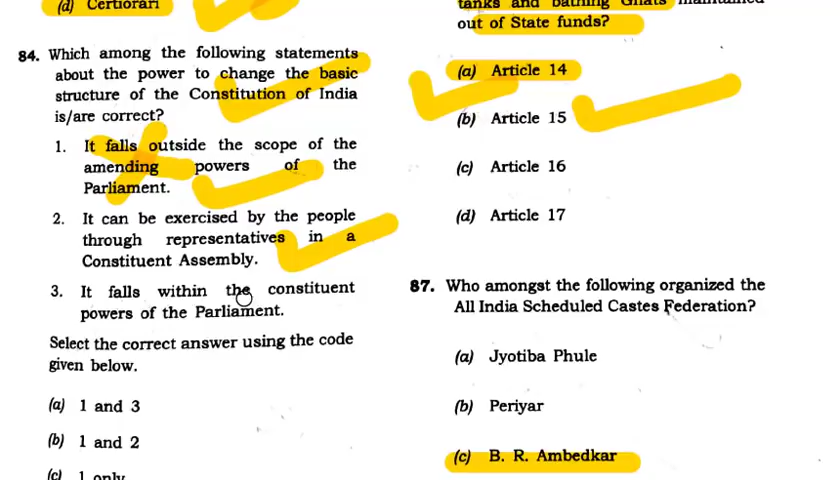 (d) Certiorari
84. Which among the following statements
about the power to change the basic
structure of the Constitution of India
is/are correct?
1. It falls outside the scope of the
amending powers of the
Parliament.
2. It can be exercised by the people
through representatives in a
Constituent Assembly.
3. It falls within the constituent
powers of the Parliament.
Select the correct answer using the code
given below.
(a) 1 and 3
(b) 1 and 2
(c) 1 only
tanks and bathing Ghats maintained
out of State funds?
(a) Article 14
(b) Article 15
(c) Article 16
(d) Article 17
87. Who amongst the following organized the
All India Scheduled Castes Federation?
(a) Jyotiba Phule
(b) Periyar
(c) B. R. Ambedkar